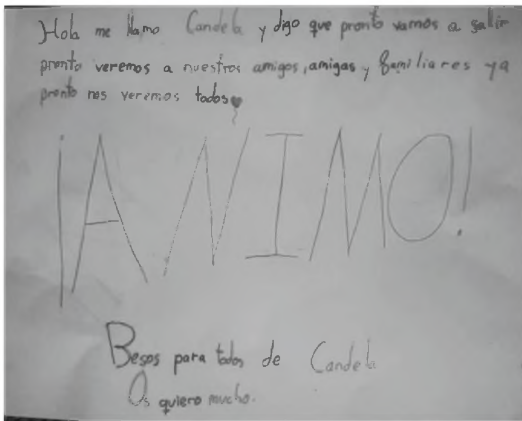 Hola me llamo Candela y digo que pronto vamos a salir
pronto veremos a nuestros amigos, amigas y familiares ya
pronto nos veremos todos
¡ANIMO!
Besos para todos de Candela
Os quiero mucho.